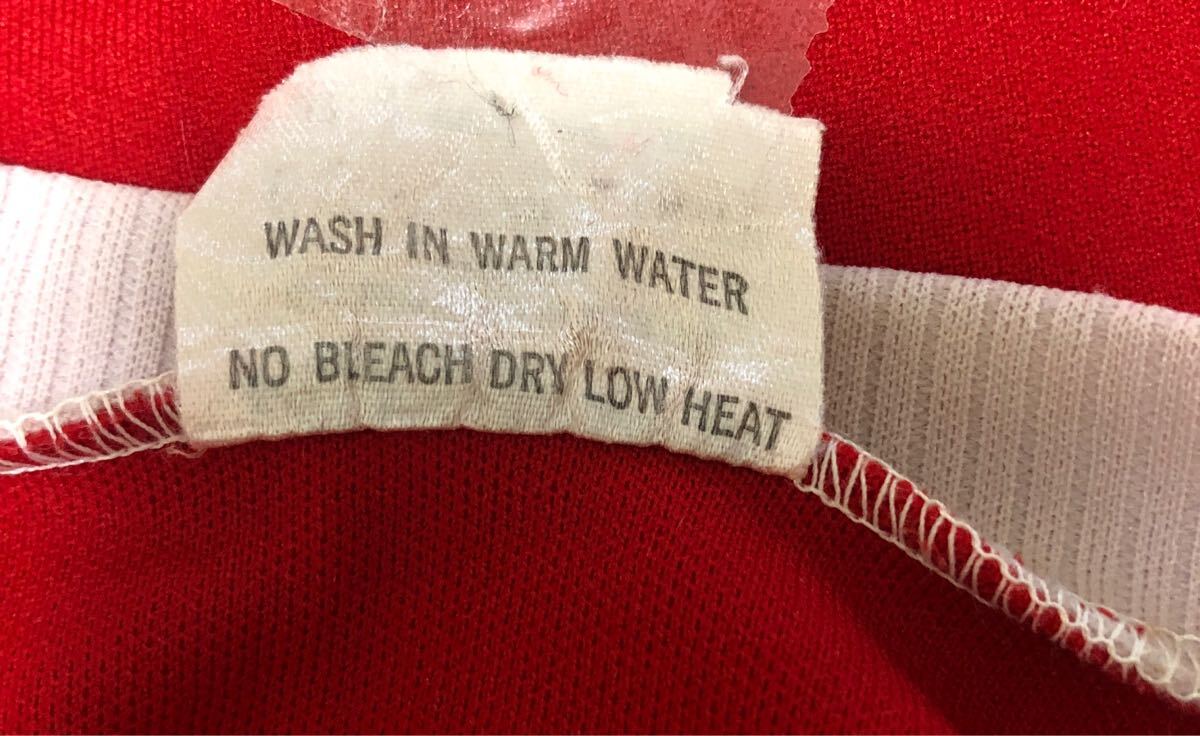 WASH IN WARM WATER
NO BLEACH DRY LOW HEAT